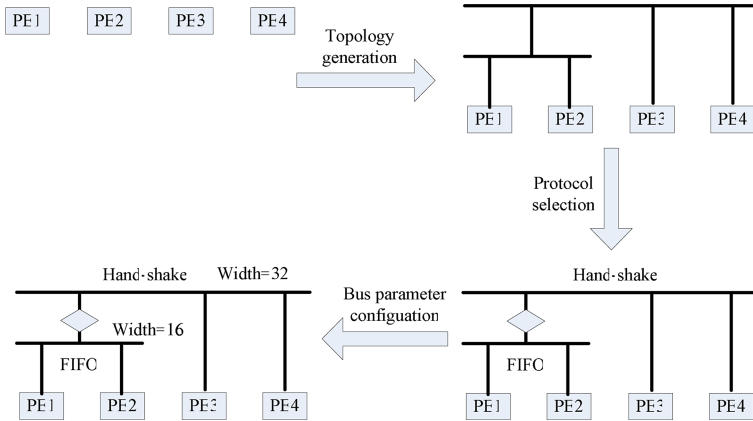 PE1 PE2 PE3 PE4
Topology
generation
PE1 PE2 PE3 PE4
Protocol
selection
Hand-shake Width=32
Width=16
FIFO
PE1 PE2 PE3 PE4
Bus parameter
configuation
Hand-shake
FIFO
PE1 PE2 PE3 PE4